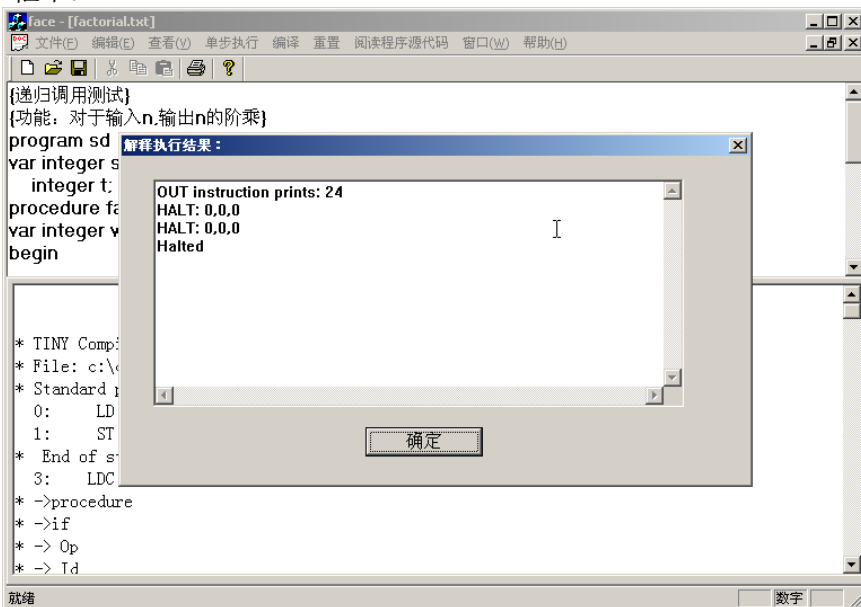 face - [factorial.txt]
文件(F) 编辑(E) 查看(V) 单步执行 编译 重置 阅读程序源代码 窗口(W) 帮助(H)
{递归调用测试}
{功能：对于输入n,输出n的阶乘}
program sd
var integer s
integer t;
procedure fa
var integer v
begin
解释执行结果：
OUT instruction prints: 24
HALT: 0,0,0
HALT: 0,0,0
Halted
确定
* TINY Comp
* File: c:\
* Standard
0: LD
1: ST
* End of s
3: LDC
* ->procedure
* ->if
* -> Op
* -> Id
就绪
数字